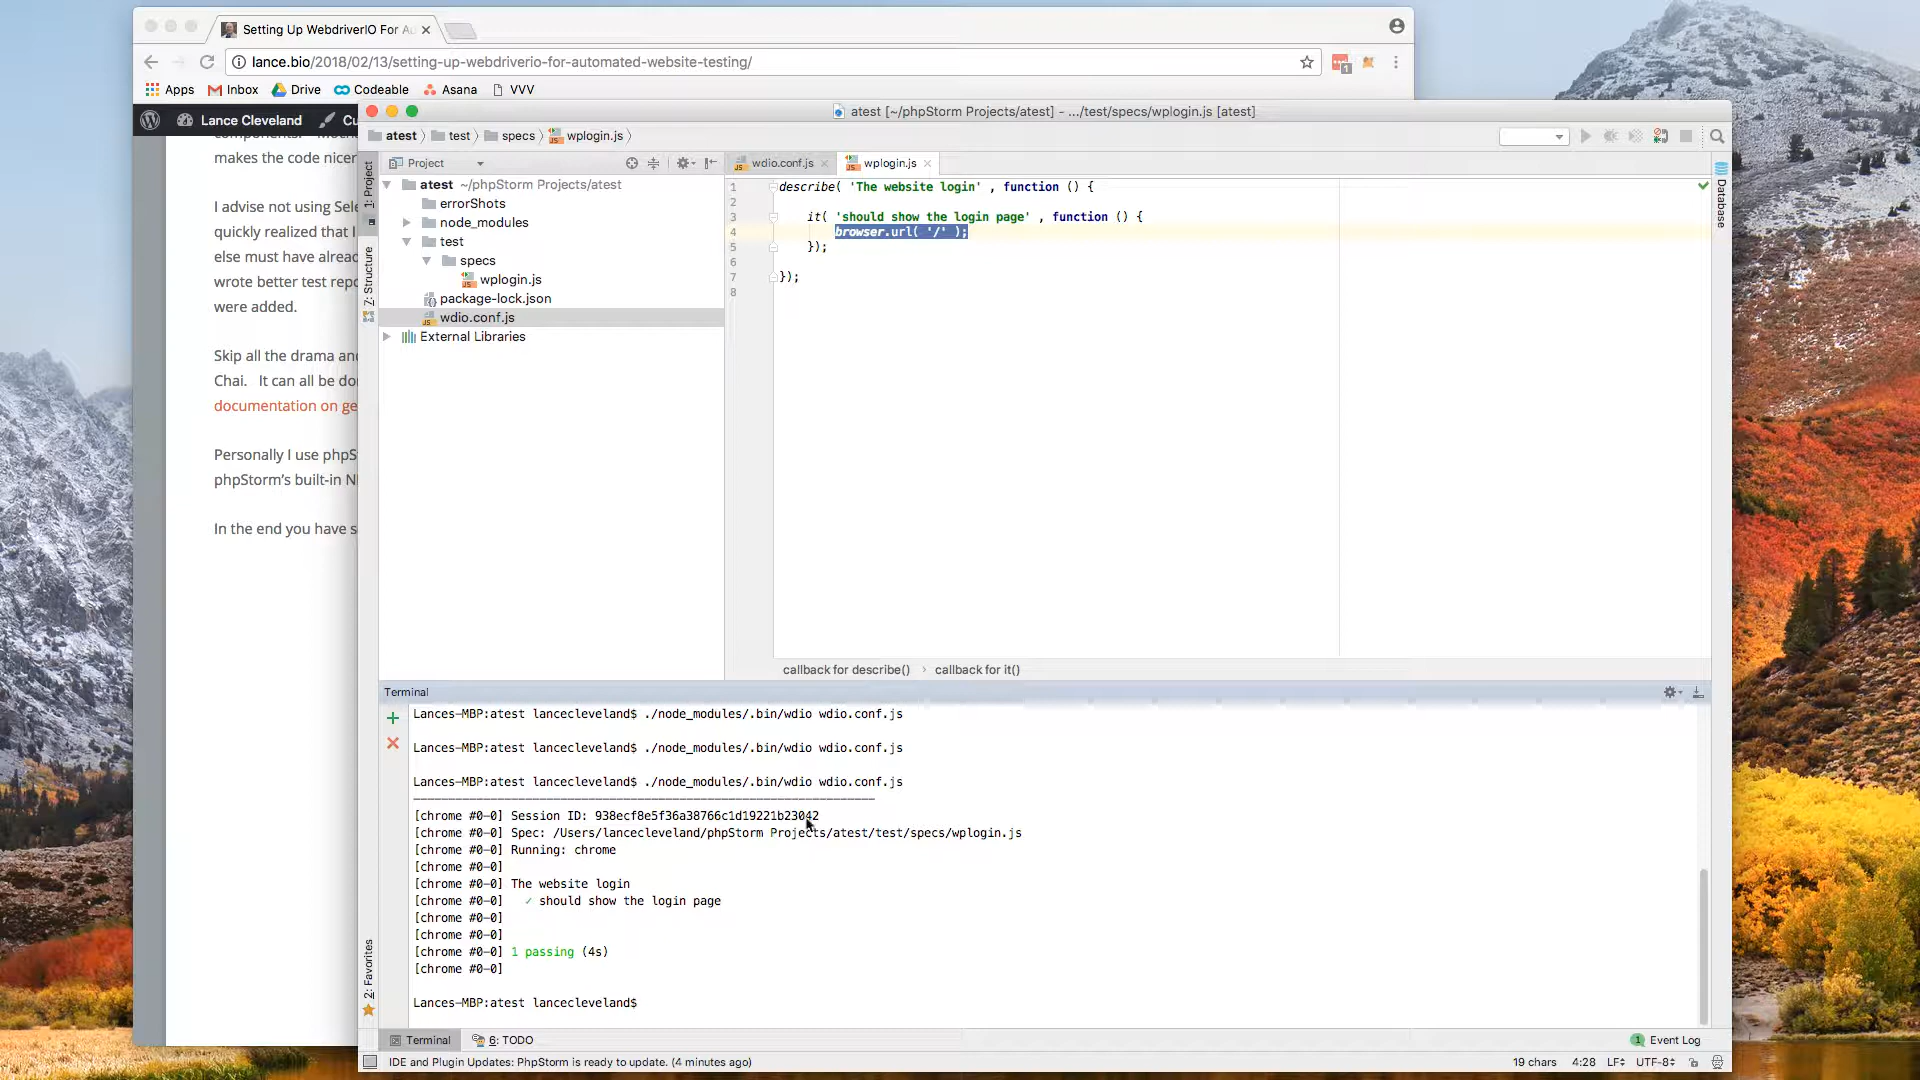 Setting Up WebdriverIO For Au
lance.bio/2018/02/13/setting-up-webdriverio-for-automated-website-testing/
1
Apps Inbox Drive Codeable Asana VVV
Lance Cleveland Cu
makes the code nicer
I advise not using Sele
quickly realized that I
else must have alread
wrote better test repo
were added.
Skip all the drama and
Chai. It can all be do
documentation on ge
Personally I use phpS
phpStorm's built-in N
In the end you have s
atest [~/phpStorm Projects/atest] - .../test/specs/wplogin.js [atest]
atest test specs wplogin.js
1: Project
7: Structure
2: Favorites
Database
Project
atest ~/phpStorm Projects/atest
errorShots
node_modules
test
specs
wplogin.js
package-lock.json
wdio.conf.js
External Libraries
wdio.conf.js wplogin.js
1 describe( 'The website login' , function () {
2
3 it( 'should show the login page' , function () {
4 browser.url( '/' );
5 });
6
7 });
8
callback for describe() › callback for it()
Terminal
Lances-MBP:atest lancecleveland$ ./node_modules/.bin/wdio wdio.conf.js
Lances-MBP:atest lancecleveland$ ./node_modules/.bin/wdio wdio.conf.js
Lances-MBP:atest lancecleveland$ ./node_modules/.bin/wdio wdio.conf.js
[chrome #0-0] Session ID: 938ecf8e5f36a38766c1d19221b23042
[chrome #0-0] Spec: /Users/lancecleveland/phpStorm Projects/atest/test/specs/wplogin.js
[chrome #0-0] Running: chrome
[chrome #0-0]
[chrome #0-0] The website login
[chrome #0-0] ✓ should show the login page
[chrome #0-0]
[chrome #0-0]
[chrome #0-0] 1 passing (4s)
[chrome #0-0]
Lances-MBP:atest lancecleveland$
Terminal 6: TODO 1 Event Log
IDE and Plugin Updates: PhpStorm is ready to update. (4 minutes ago) 19 chars 4:28 LF UTF-8